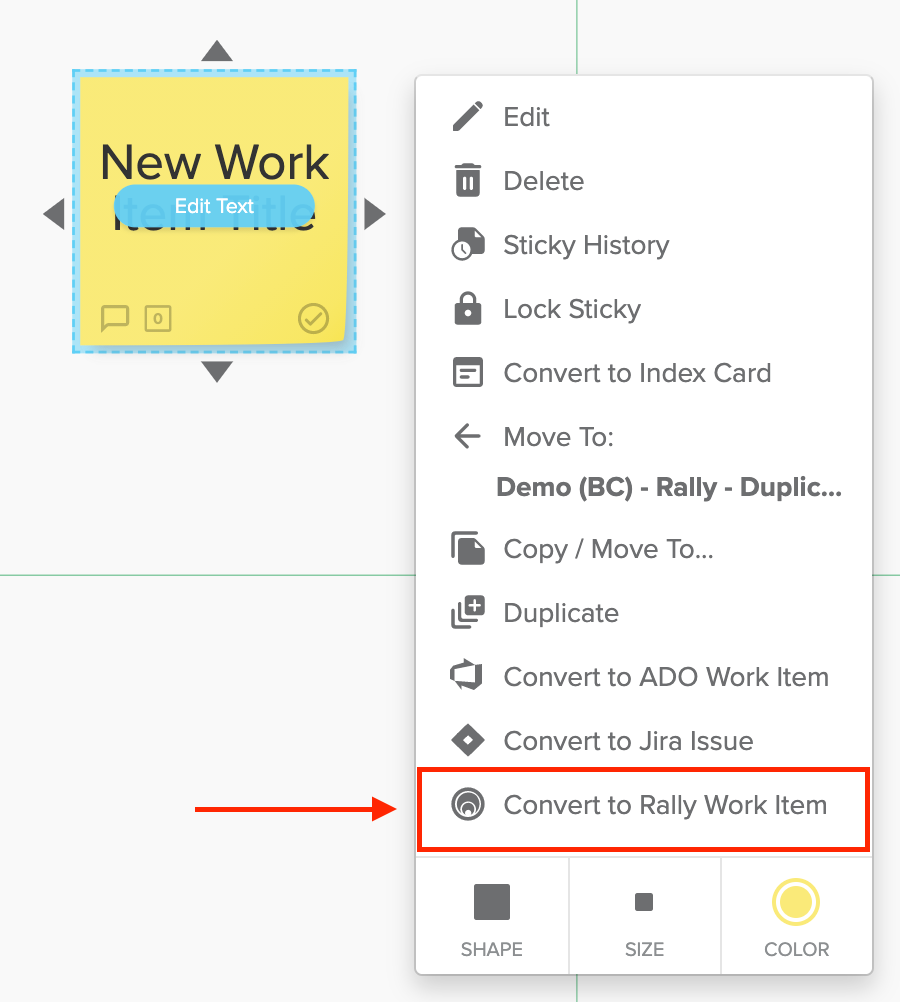 New Work
Item Title
Edit Text
0
Edit
Delete
Sticky History
Lock Sticky
Convert to Index Card
Move To:
Demo (BC) - Rally - Duplic...
Copy / Move To...
Duplicate
Convert to ADO Work Item
Convert to Jira Issue
Convert to Rally Work Item
SHAPE
SIZE
COLOR